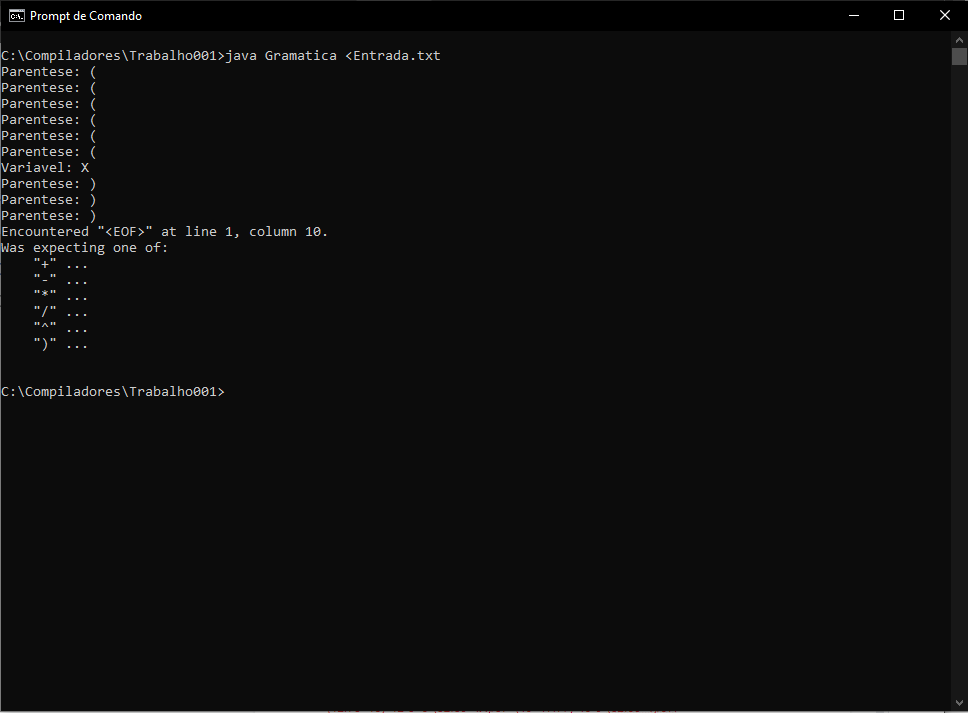 Prompt de Comando
C:\Compiladores\Trabalho001>java Gramatica <Entrada.txt
Parentese: (
Parentese: (
Parentese: (
Parentese: (
Parentese: (
Parentese: (
Variavel: X
Parentese: )
Parentese: )
Parentese: )
Encountered "<EOF>" at line 1, column 10.
Was expecting one of:
    "+" ...
    "-" ...
    "*" ...
    "/" ...
    "^" ...
    ")" ...
C:\Compiladores\Trabalho001>